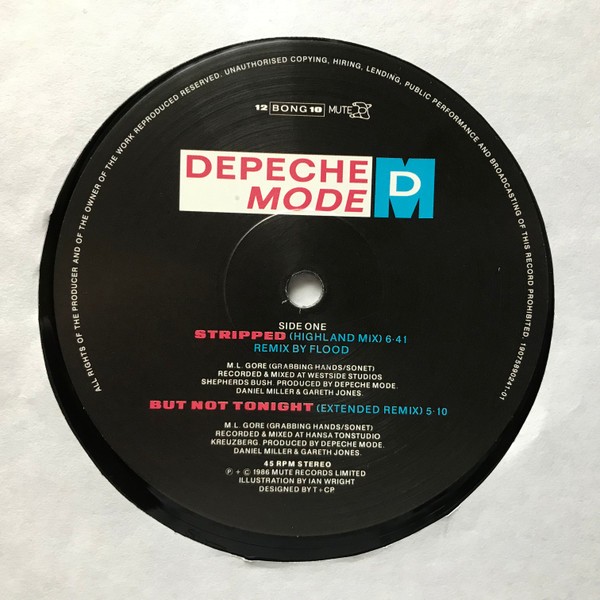 ALL RIGHTS OF THE PRODUCER AND OF THE OWNER OF THE WORK REPRODUCED RESERVED. UNAUTHORISED COPYING, HIRING, LENDING, PUBLIC PERFORMANCE AND BROADCASTING OF THIS RECORD PROHIBITED. 19075890241-01
12 BONG 10 MUTE
DEPECHE
MODE
DM
SIDE ONE
STRIPPED (HIGHLAND MIX) 6·41
REMIX BY FLOOD
M.L. GORE (GRABBING HANDS/SONET)
RECORDED & MIXED AT WESTSIDE STUDIOS
SHEPHERDS BUSH. PRODUCED BY DEPECHE MODE.
DANIEL MILLER & GARETH JONES.
BUT NOT TONIGHT (EXTENDED REMIX) 5·10
M.L. GORE (GRABBING HANDS/SONET)
RECORDED & MIXED AT HANSA TONSTUDIO
KREUZBERG. PRODUCED BY DEPECHE MODE.
DANIEL MILLER & GARETH JONES.
45 RPM STEREO
℗ + © 1986 MUTE RECORDS LIMITED
ILLUSTRATION BY IAN WRIGHT
DESIGNED BY T+CP